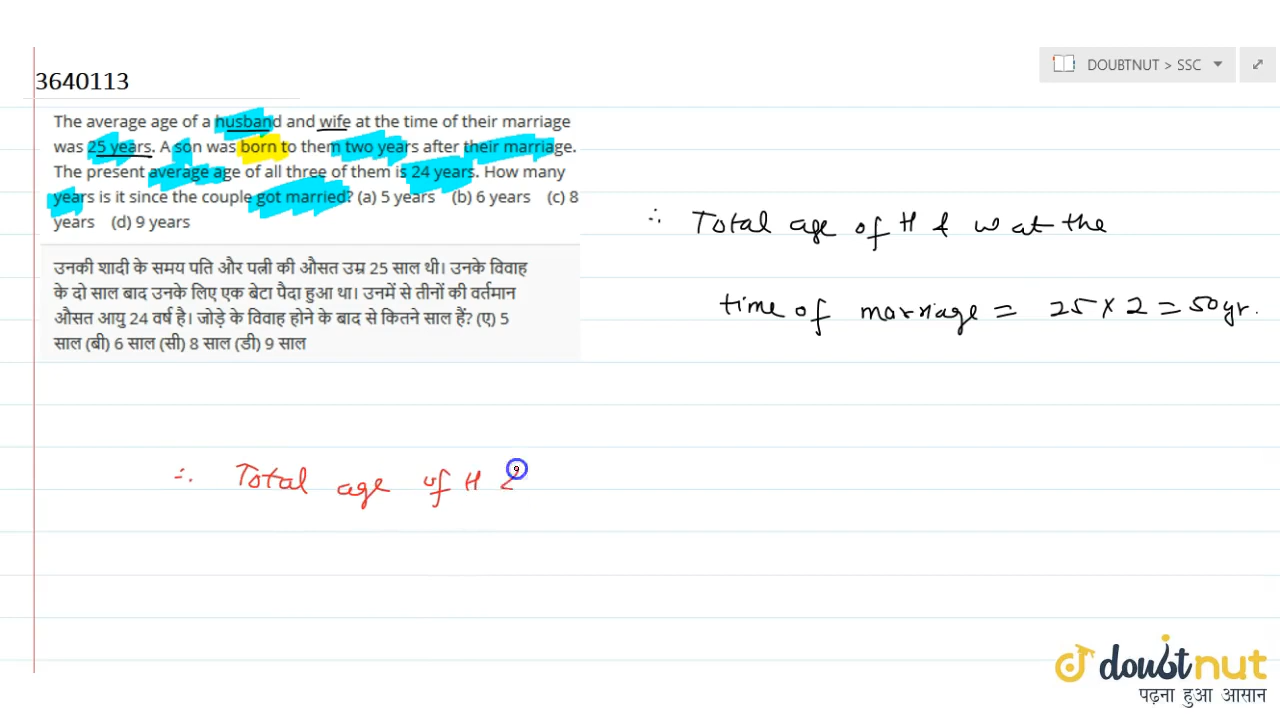 3640113
DOUBTNUT > SSC
The average age of a husband and wife at the time of their marriage
was 25 years. A son was born to them two years after their marriage.
The present average age of all three of them is 24 years. How many
years is it since the couple got married? (a) 5 years (b) 6 years (c) 8
years (d) 9 years
उनकी शादी के समय पति और पत्नी की औसत उम्र 25 साल थी। उनके विवाह
के दो साल बाद उनके लिए एक बेटा पैदा हुआ था। उनमें से तीनों की वर्तमान
औसत आयु 24 वर्ष है। जोड़े के विवाह होने के बाद से कितने साल हैं? (ए) 5
साल (बी) 6 साल (सी) 8 साल (डी) 9 साल
∴ Total age of H & W at the
time of marriage = 25 × 2 = 50 yr.
∴ Total age of H
doubtnut
पढ़ना हुआ आसान